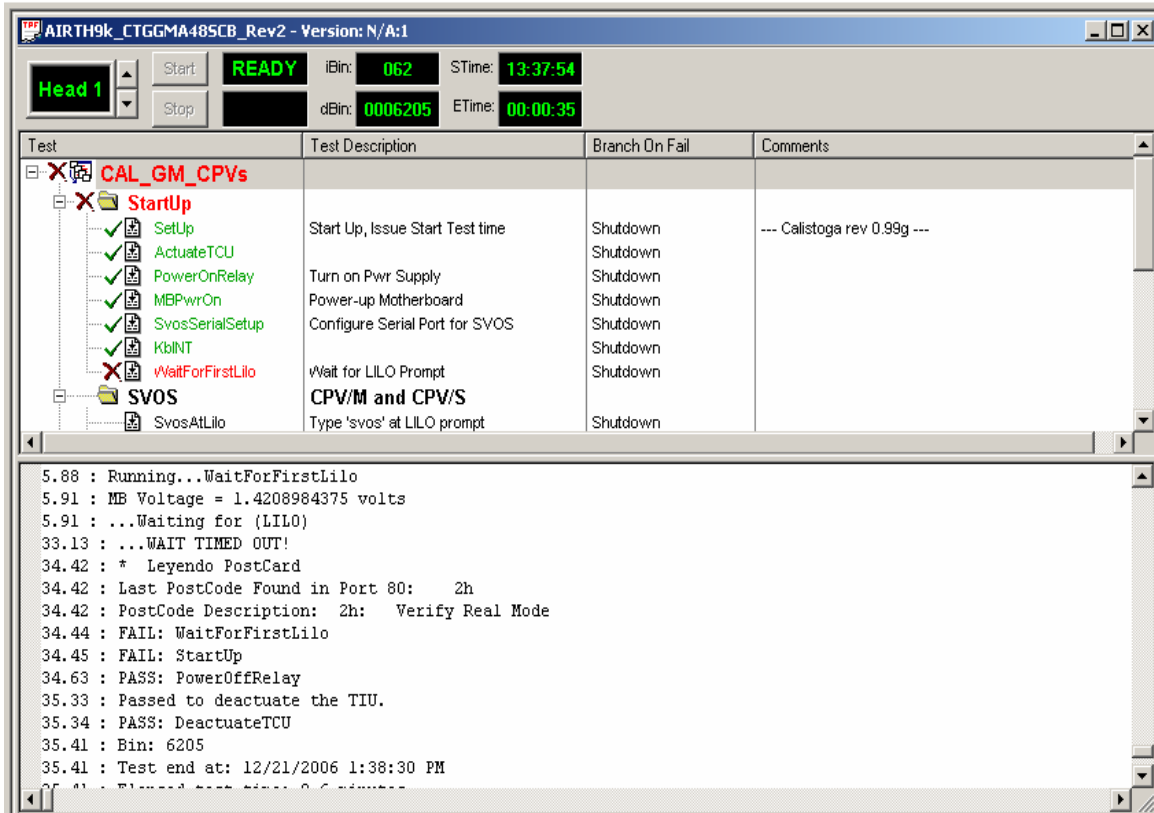 AIRTH9k_CTGGMA48SCB_Rev2 - Version: N/A:1
Head 1 Start READY iBin: 062 STime: 13:37:54
Stop dBin: 0006205 ETime: 00:00:35
Test Test Description Branch On Fail Comments
CAL_GM_CPVs
StartUp
SetUp Start Up, Issue Start Test time Shutdown --- Calistoga rev 0.99g ---
ActuateTCU Shutdown
PowerOnRelay Turn on Pwr Supply Shutdown
MBPwrOn Power-up Motherboard Shutdown
SvosSerialSetup Configure Serial Port for SVOS Shutdown
KbINT Shutdown
WaitForFirstLilo Wait for LILO Prompt Shutdown
SVOS CPV/M and CPV/S
SvosAtLilo Type 'svos' at LILO prompt Shutdown
5.88 : Running...WaitForFirstLilo
5.91 : MB Voltage = 1.4208984375 volts
5.91 : ...Waiting for (LILO)
33.13 : ...WAIT TIMED OUT!
34.42 : * Leyendo PostCard
34.42 : Last PostCode Found in Port 80: 2h
34.42 : PostCode Description: 2h: Verify Real Mode
34.44 : FAIL: WaitForFirstLilo
34.45 : FAIL: StartUp
34.63 : PASS: PowerOffRelay
35.33 : Passed to deactuate the TIU.
35.34 : PASS: DeactuateTCU
35.41 : Bin: 6205
35.41 : Test end at: 12/21/2006 1:38:30 PM